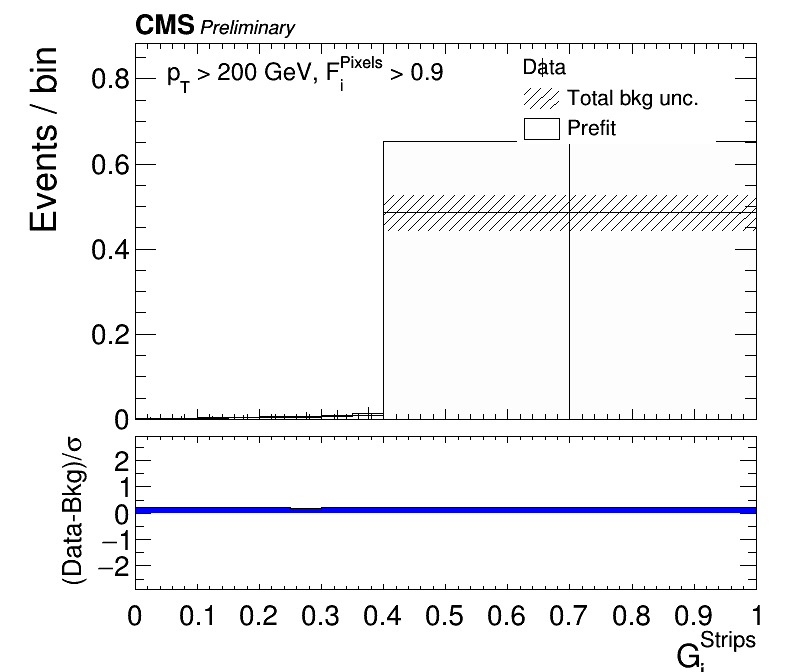 CMS Preliminary
p_T > 200 GeV, F_i^Pixels > 0.9
Data
Total bkg unc.
Prefit
Events / bin
0.8
0.6
0.4
0.2
0
(Data-Bkg)/σ
2
1
0
−1
−2
0 0.1 0.2 0.3 0.4 0.5 0.6 0.7 0.8 0.9 1
G_i^Strips